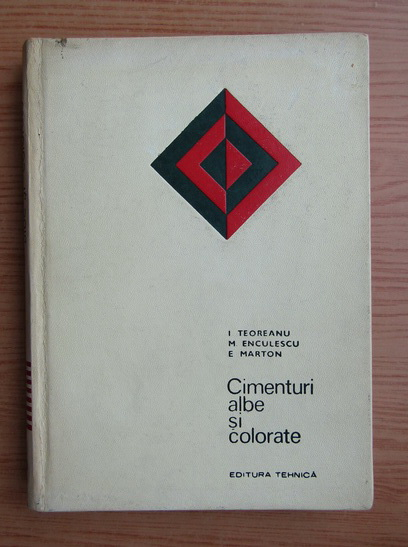 I TEOREANU
M ENCULESCU
E MARTON
Cimenturi
albe
și
colorate
EDITURA TEHNICĂ